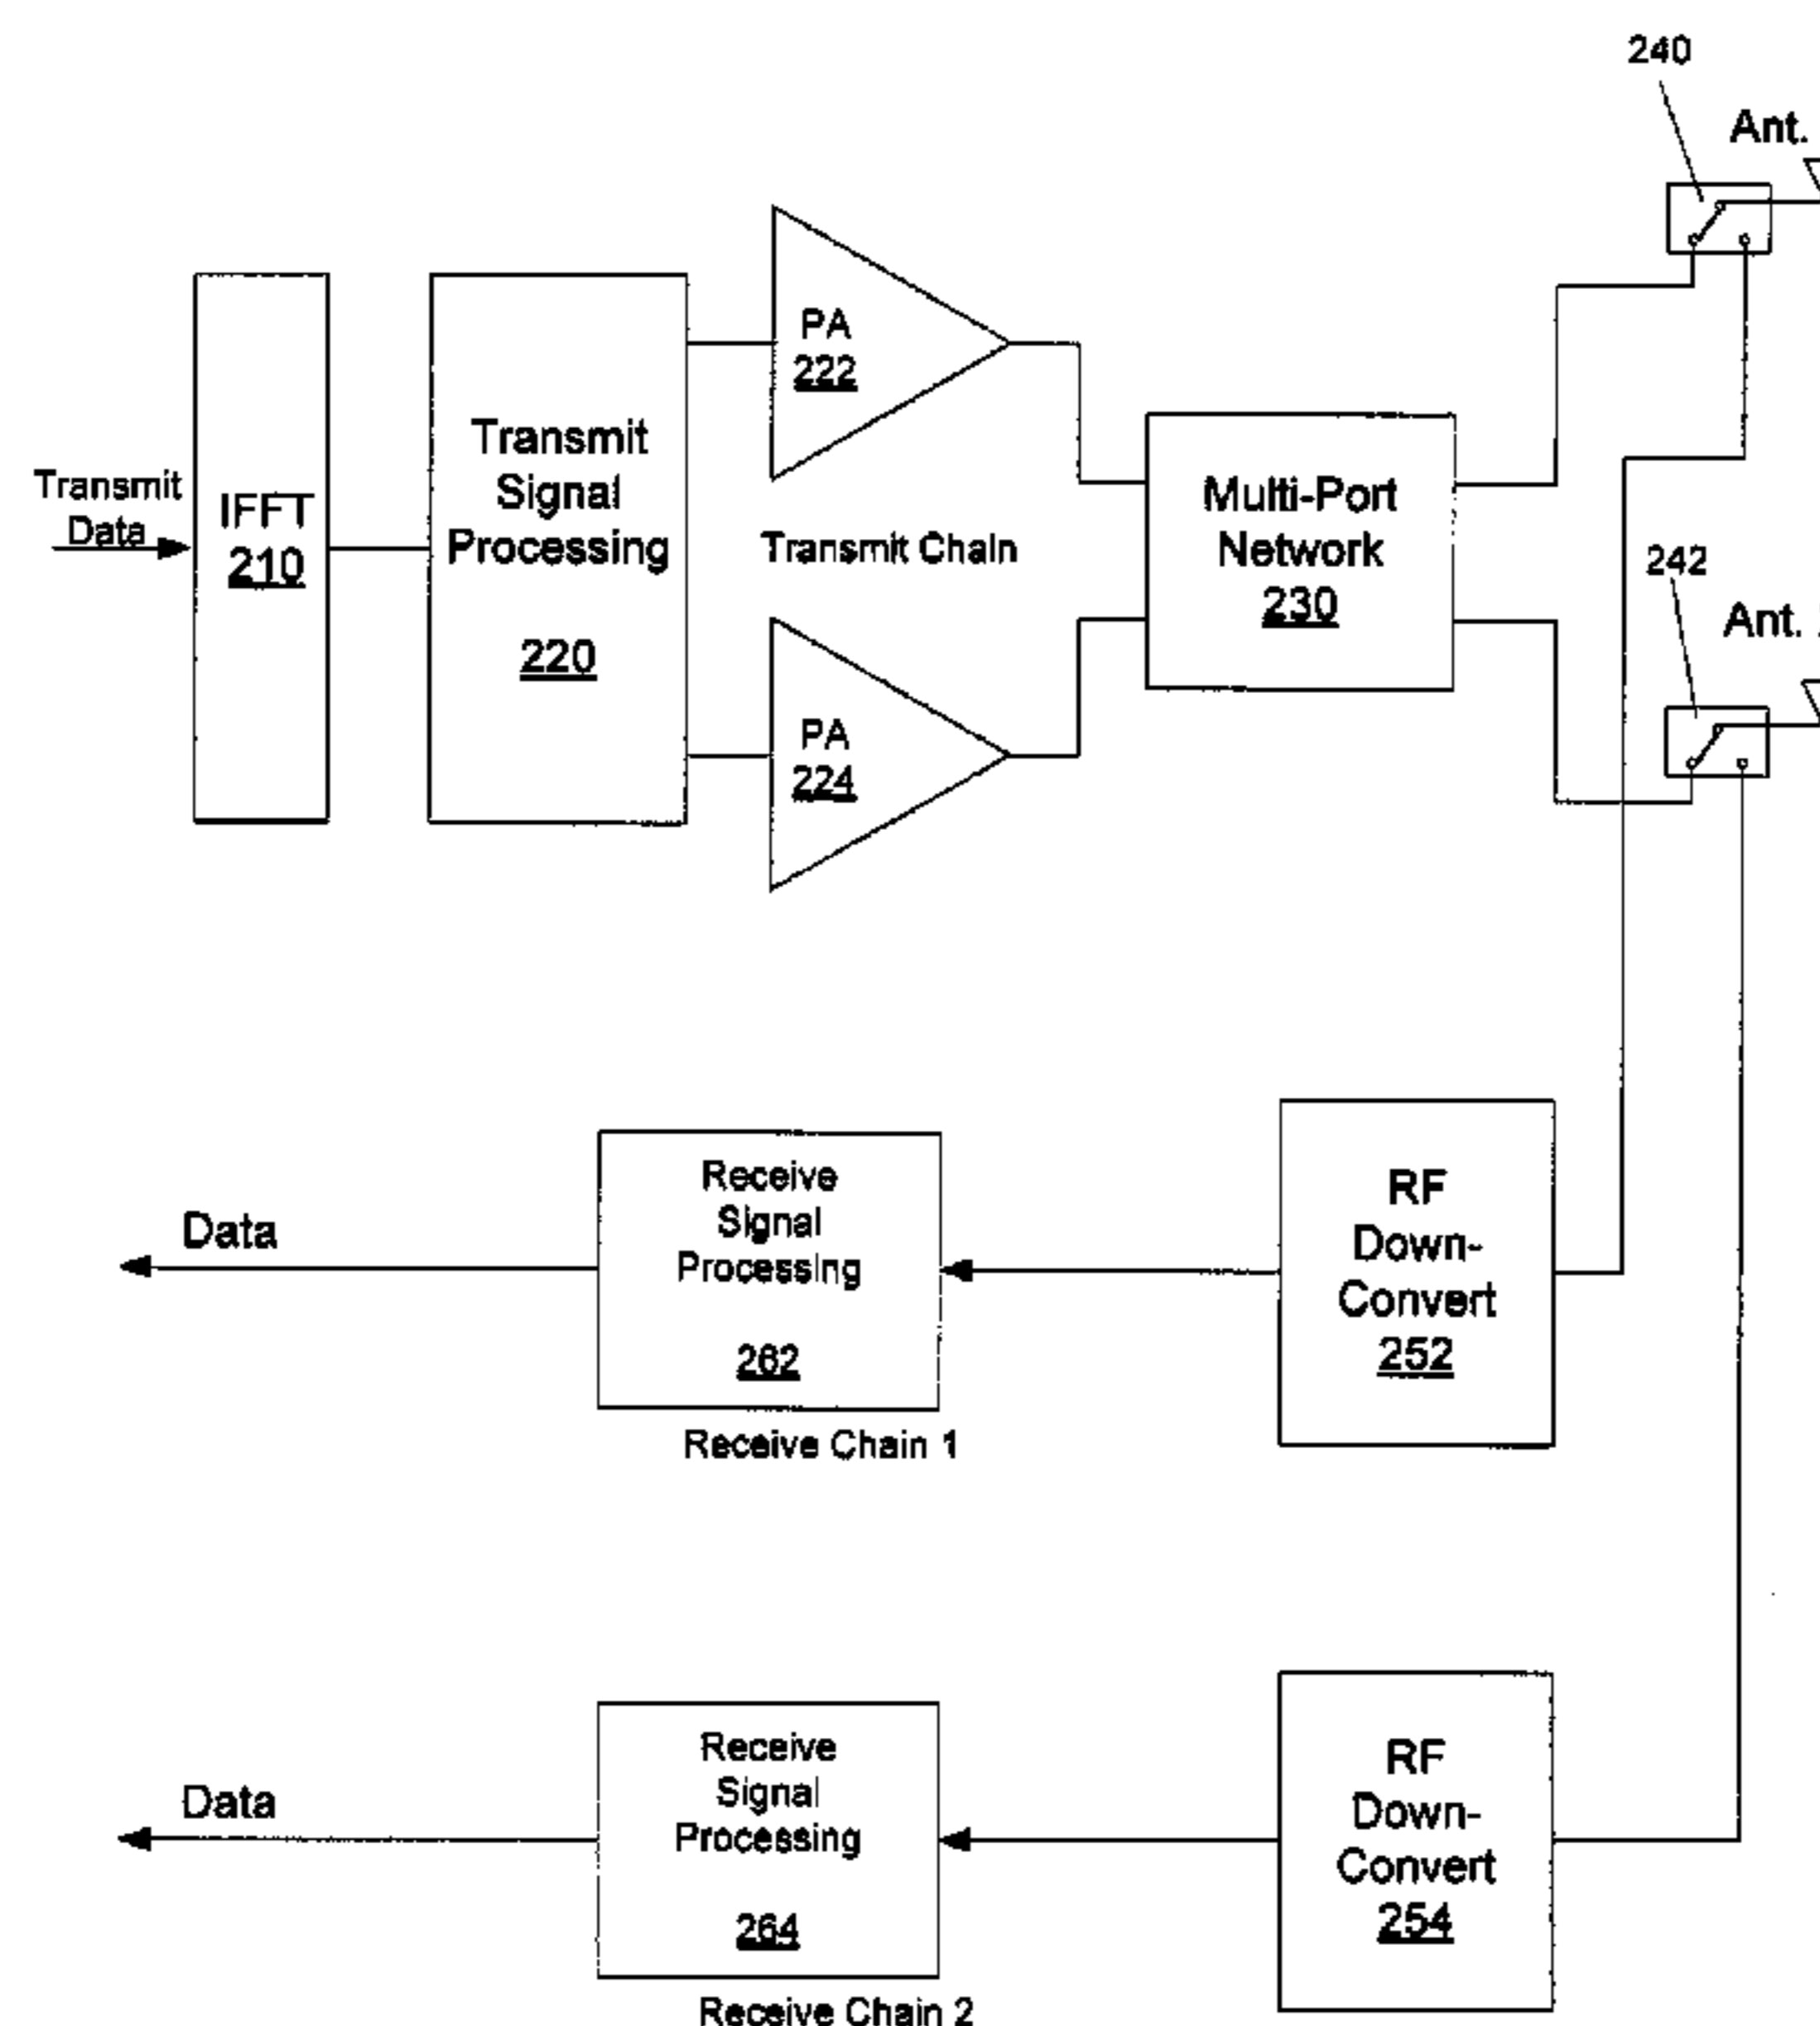 240
Ant.
PA
222
Transmit
Signal
Processing
220
Transmit
Data
IFFT
210
Transmit Chain
Multi-Port
Network
230
242
Ant.
PA
224
Receive
Signal
Processing
262
Receive Chain 1
Data
RF
Down-
Convert
252
Receive
Signal
Processing
264
Receive Chain 2
Data
RF
Down-
Convert
254